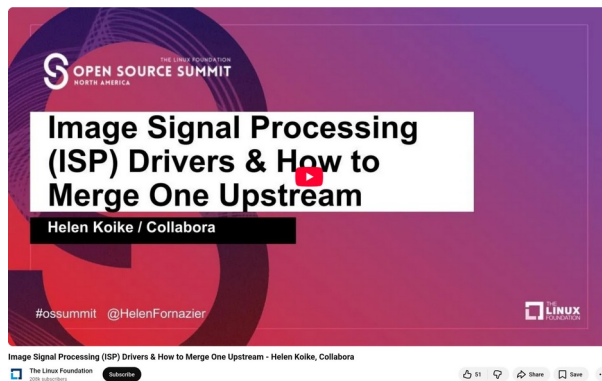 THE LINUX FOUNDATION
OPEN SOURCE SUMMIT
NORTH AMERICA
Image Signal Processing
(ISP) Drivers & How to
Merge One Upstream
Helen Koike / Collabora
#ossummit @HelenFornazier
THE
LINUX
FOUNDATION
Image Signal Processing (ISP) Drivers & How to Merge One Upstream - Helen Koike, Collabora
The Linux Foundation
205k subscribers
Subscribe
51
Share
Save